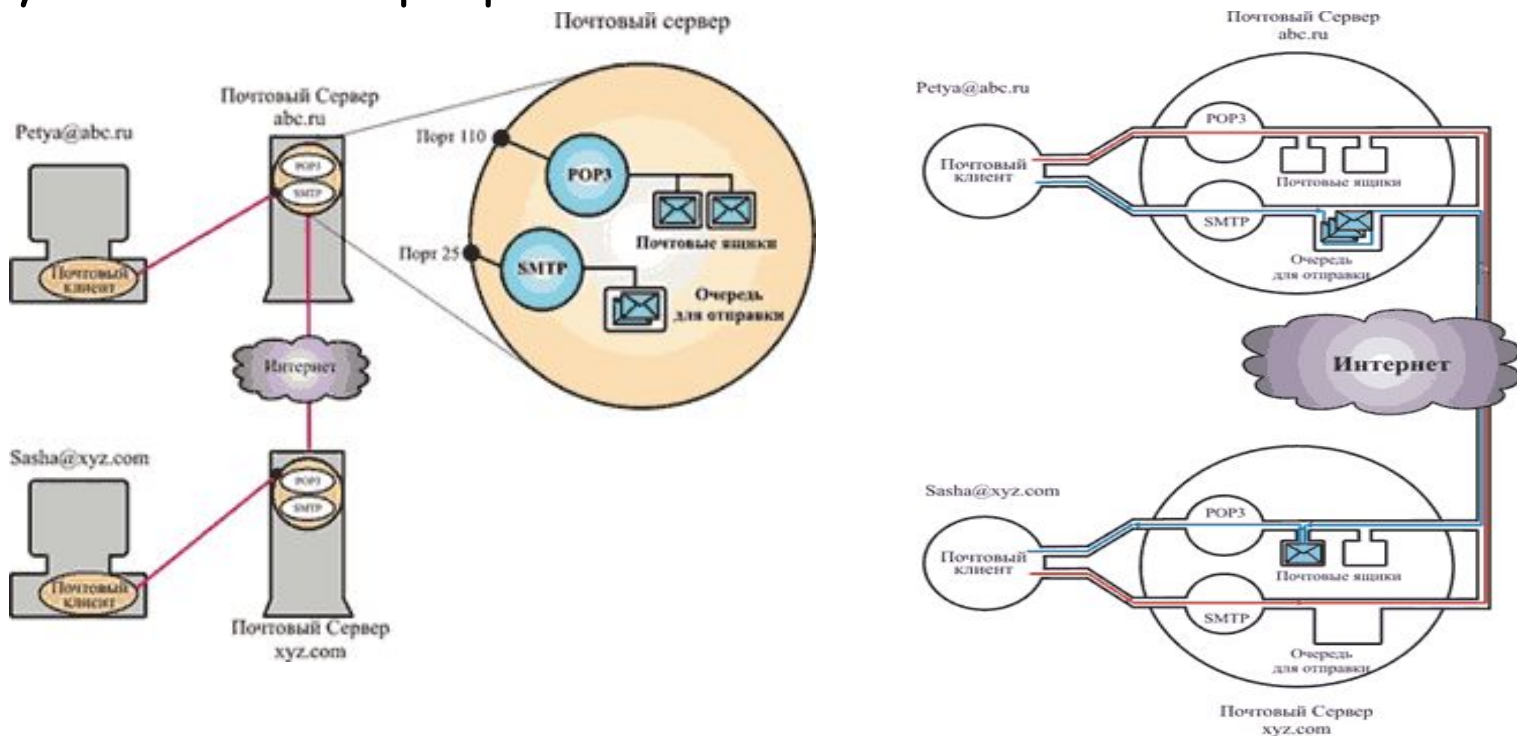 Почтовый сервер
Почтовый Сервер
abc.ru
Petya@abc.ru
POP3
SMTP
Почтовый
клиент
Порт 110
POP3
Почтовые ящики
Порт 25
SMTP
Очередь
для отправки
Интернет
Sasha@xyz.com
POP3
SMTP
Почтовый
клиент
Почтовый Сервер
xyz.com
Почтовый Сервер
abc.ru
Petya@abc.ru
POP3
Почтовый
клиент
Почтовые ящики
SMTP
Очередь
для отправки
Интернет
Sasha@xyz.com
POP3
Почтовый
клиент
Почтовые ящики
SMTP
Очередь
для отправки
Почтовый Сервер
xyz.com